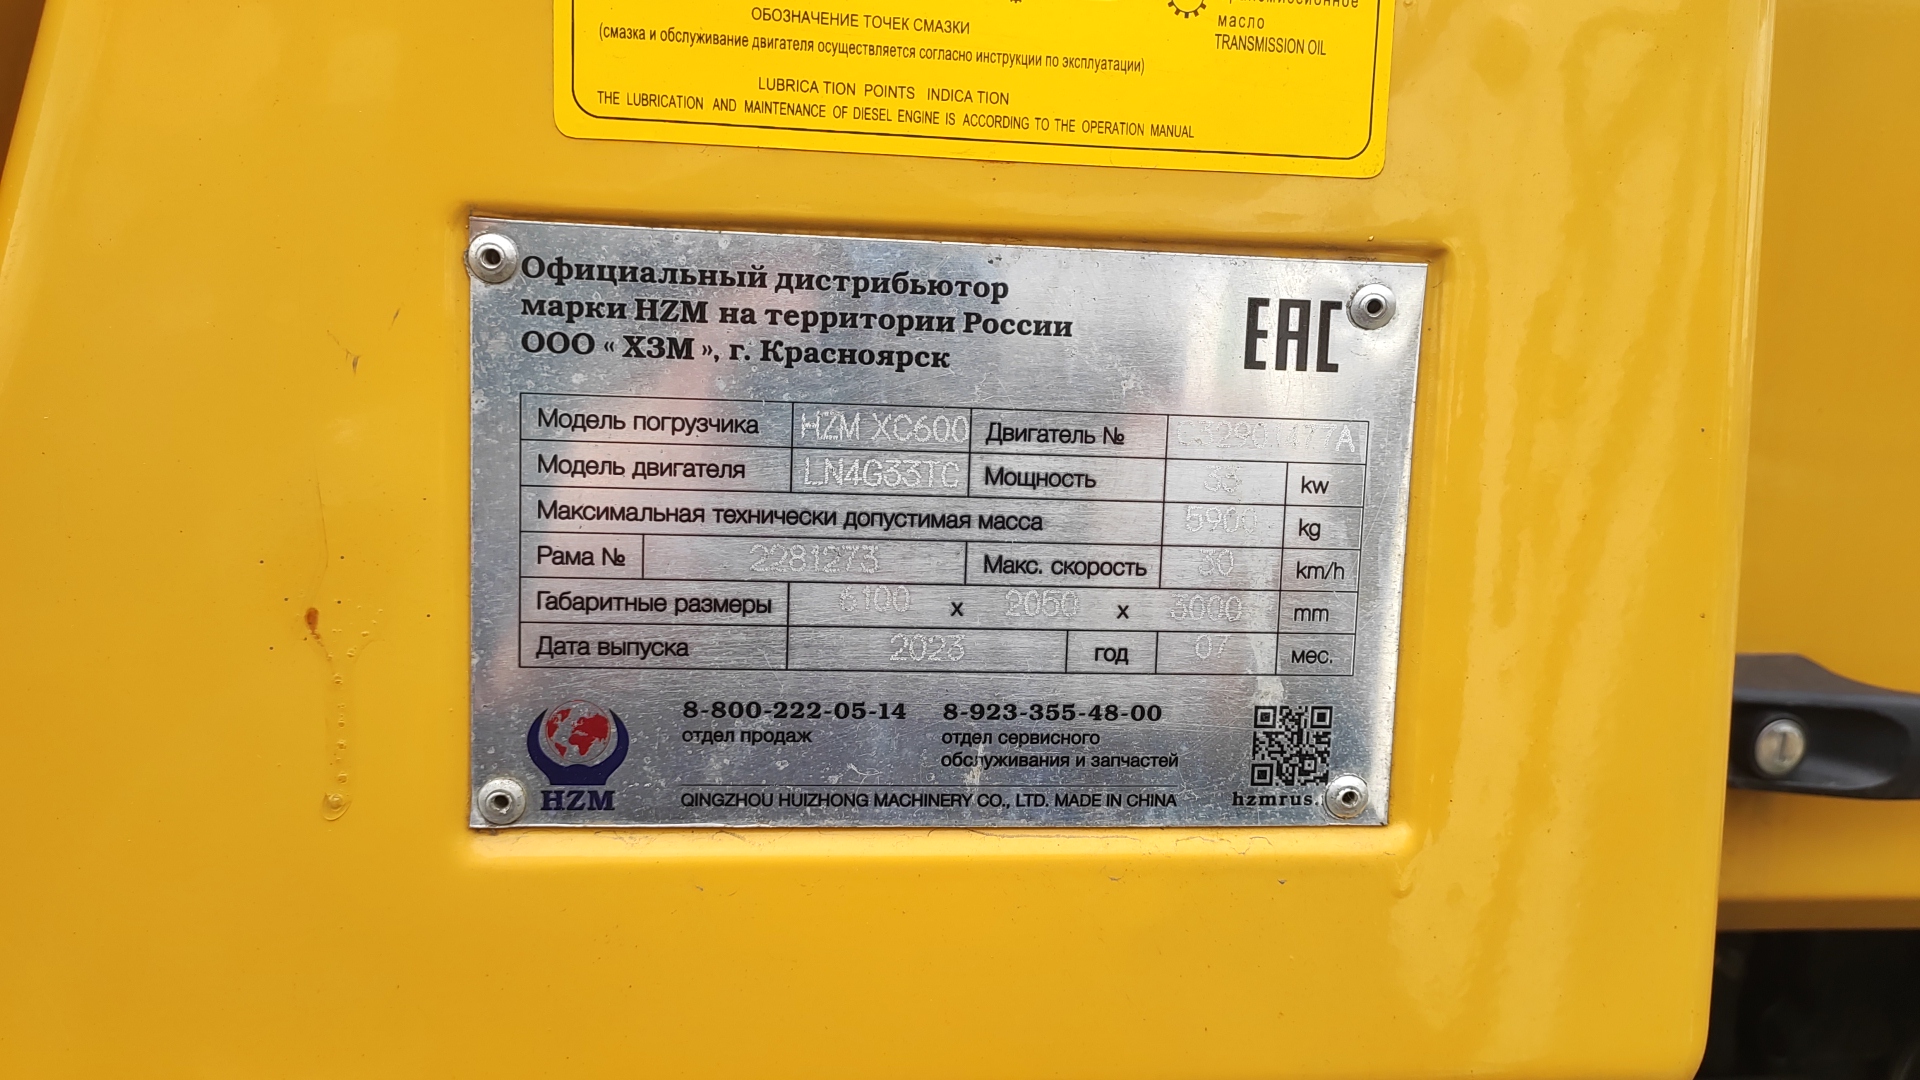 масло
TRANSMISSION OIL
ОБОЗНАЧЕНИЕ ТОЧЕК СМАЗКИ
(смазка и обслуживание двигателя осуществляется согласно инструкции по эксплуатации)
LUBRICA TION POINTS INDICA TION
THE LUBRICATION AND MAINTENANCE OF DIESEL ENGINE IS ACCORDING TO THE OPERATION MANUAL
Официальный дистрибьютор
марки HZM на территории России
ООО « ХЗМ », г. Красноярск
EAC
Модель погрузчика HZM XC600 Двигатель №
Модель двигателя LN4G33TC Мощность kw
Максимальная технически допустимая масса 5900 kg
Рама № 2281273 Макс. скорость 30 km/h
Габаритные размеры 6100 x 2050 x 3000 mm
Дата выпуска 2023 год 07 мес.
8-800-222-05-14 8-923-355-48-00
отдел продаж отдел сервисного
обслуживания и запчастей
HZM QINGZHOU HUIZHONG MACHINERY CO., LTD. MADE IN CHINA hzmrus.